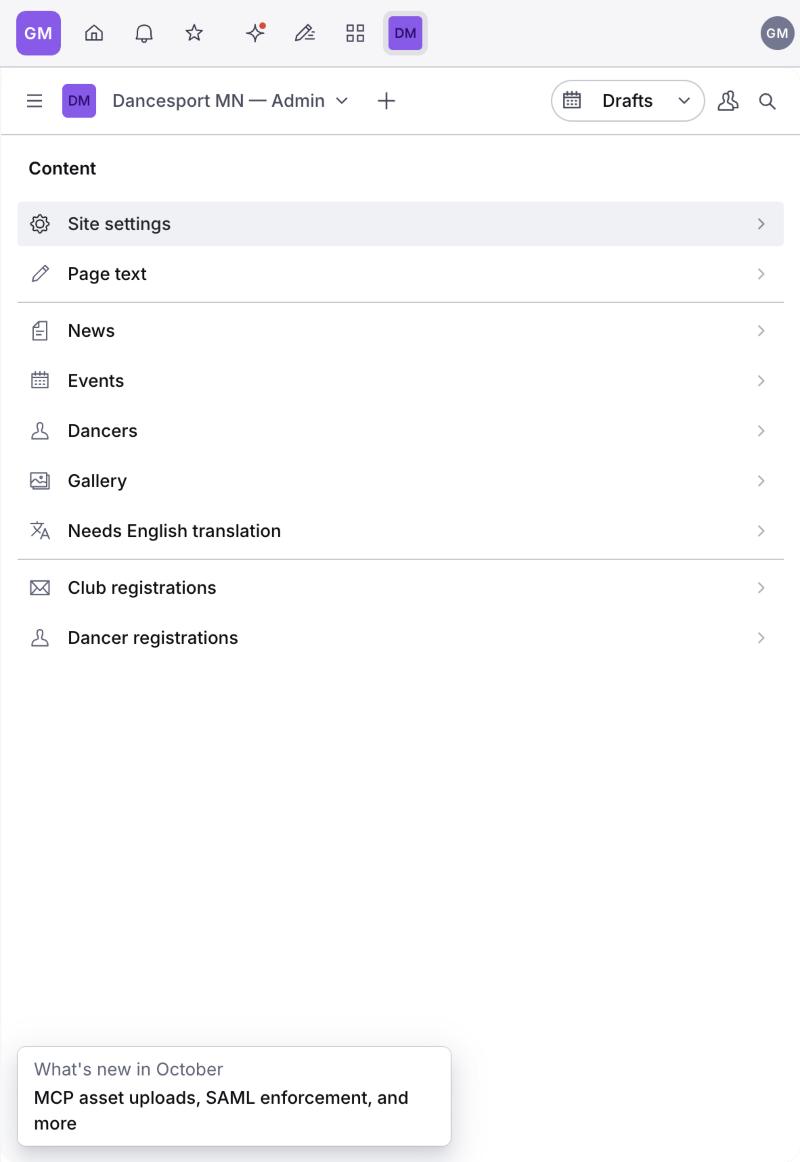 GM
DM
GM
DM
Dancesport MN — Admin
Drafts
Content
Site settings
Page text
News
Events
Dancers
Gallery
Needs English translation
Club registrations
Dancer registrations
What's new in October
MCP asset uploads, SAML enforcement, and
more